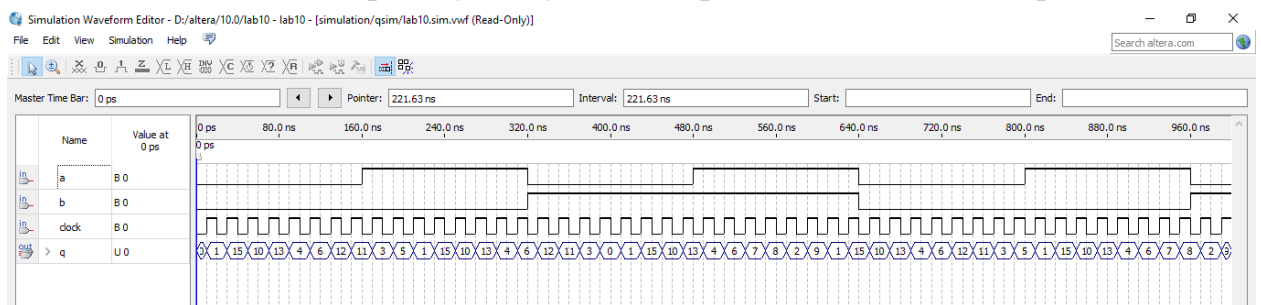 Simulation Waveform Editor - D:/altera/10.0/lab10 - lab10 - [simulation/qsim/lab10.sim.vwf (Read-Only)]
File Edit View Simulation Help
Search altera.com
Master Time Bar: 0 ps Pointer: 221.63 ns Interval: 221.63 ns Start: End:
Name Value at 0 ps
0 ps 80.0 ns 160.0 ns 240.0 ns 320.0 ns 400.0 ns 480.0 ns 560.0 ns 640.0 ns 720.0 ns 800.0 ns 880.0 ns 960.0 ns
0 ps
a B 0
b B 0
clock B 0
q U 0 0 1 15 10 13 4 6 12 11 3 5 1 15 10 13 4 6 12 11 3 0 1 15 10 13 4 6 7 8 2 9 1 15 10 13 4 6 12 11 3 5 1 15 10 13 4 6 7 8 2